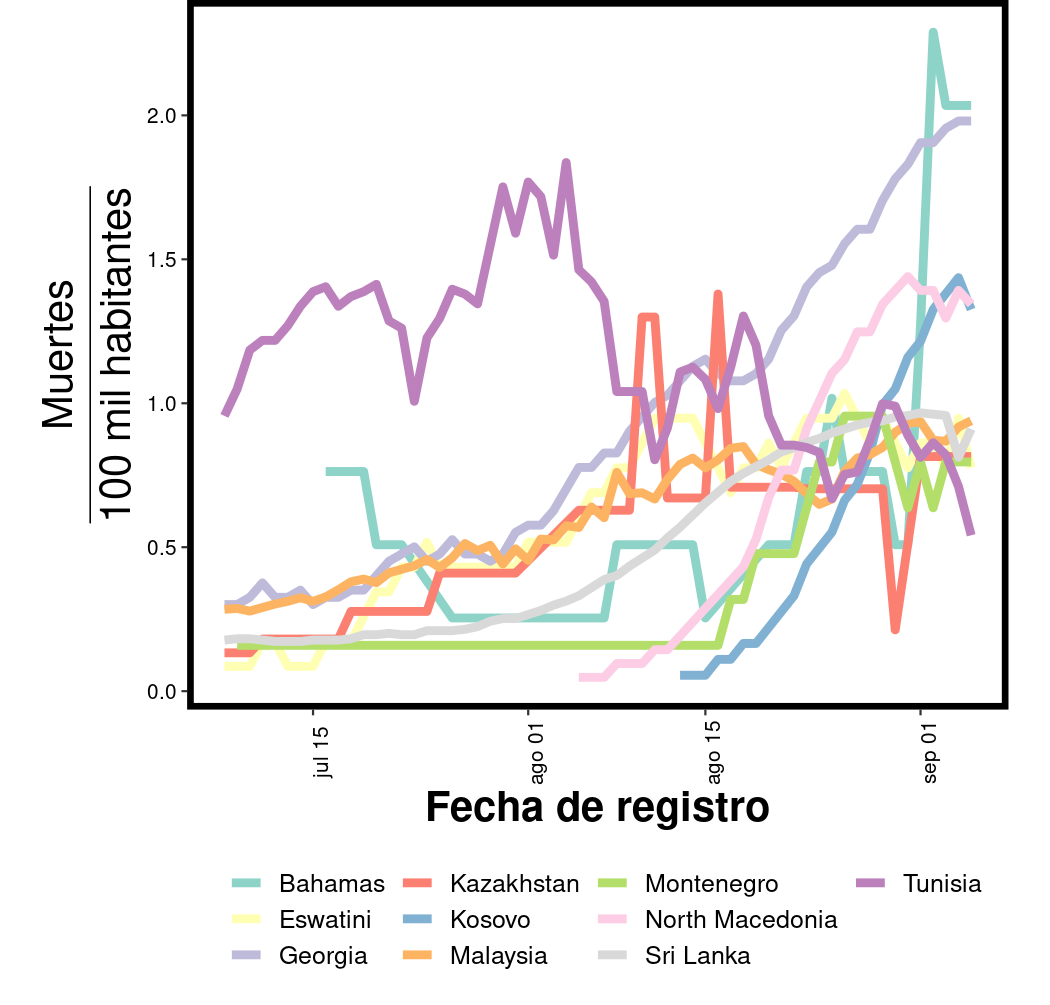 Muertes
100 mil habitantes
2.0
1.5
1.0
0.5
0.0
jul 15
ago 01
ago 15
sep 01
Fecha de registro
Bahamas Kazakhstan Montenegro Tunisia
Eswatini Kosovo North Macedonia
Georgia Malaysia Sri Lanka